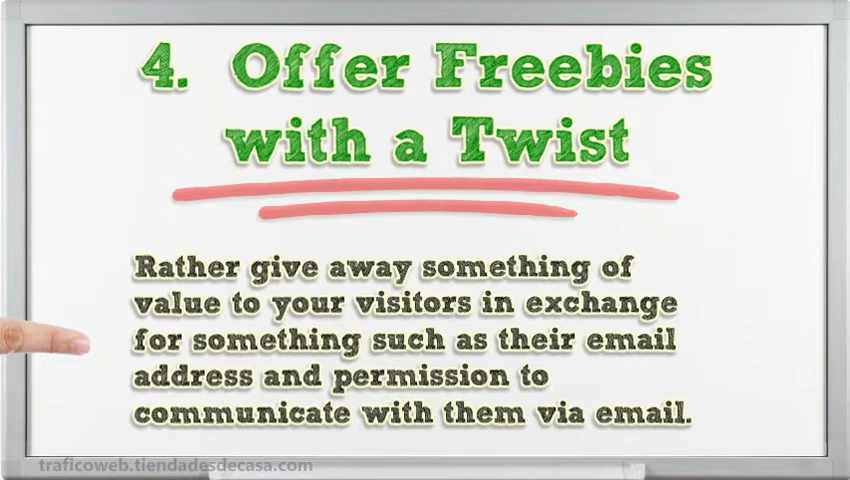 4. Offer Freebies
with a Twist
Rather give away something of
value to your visitors in exchange
for something such as their email
address and permission to
communicate with them via email.
traficoweb.tiendadesdecasa.com